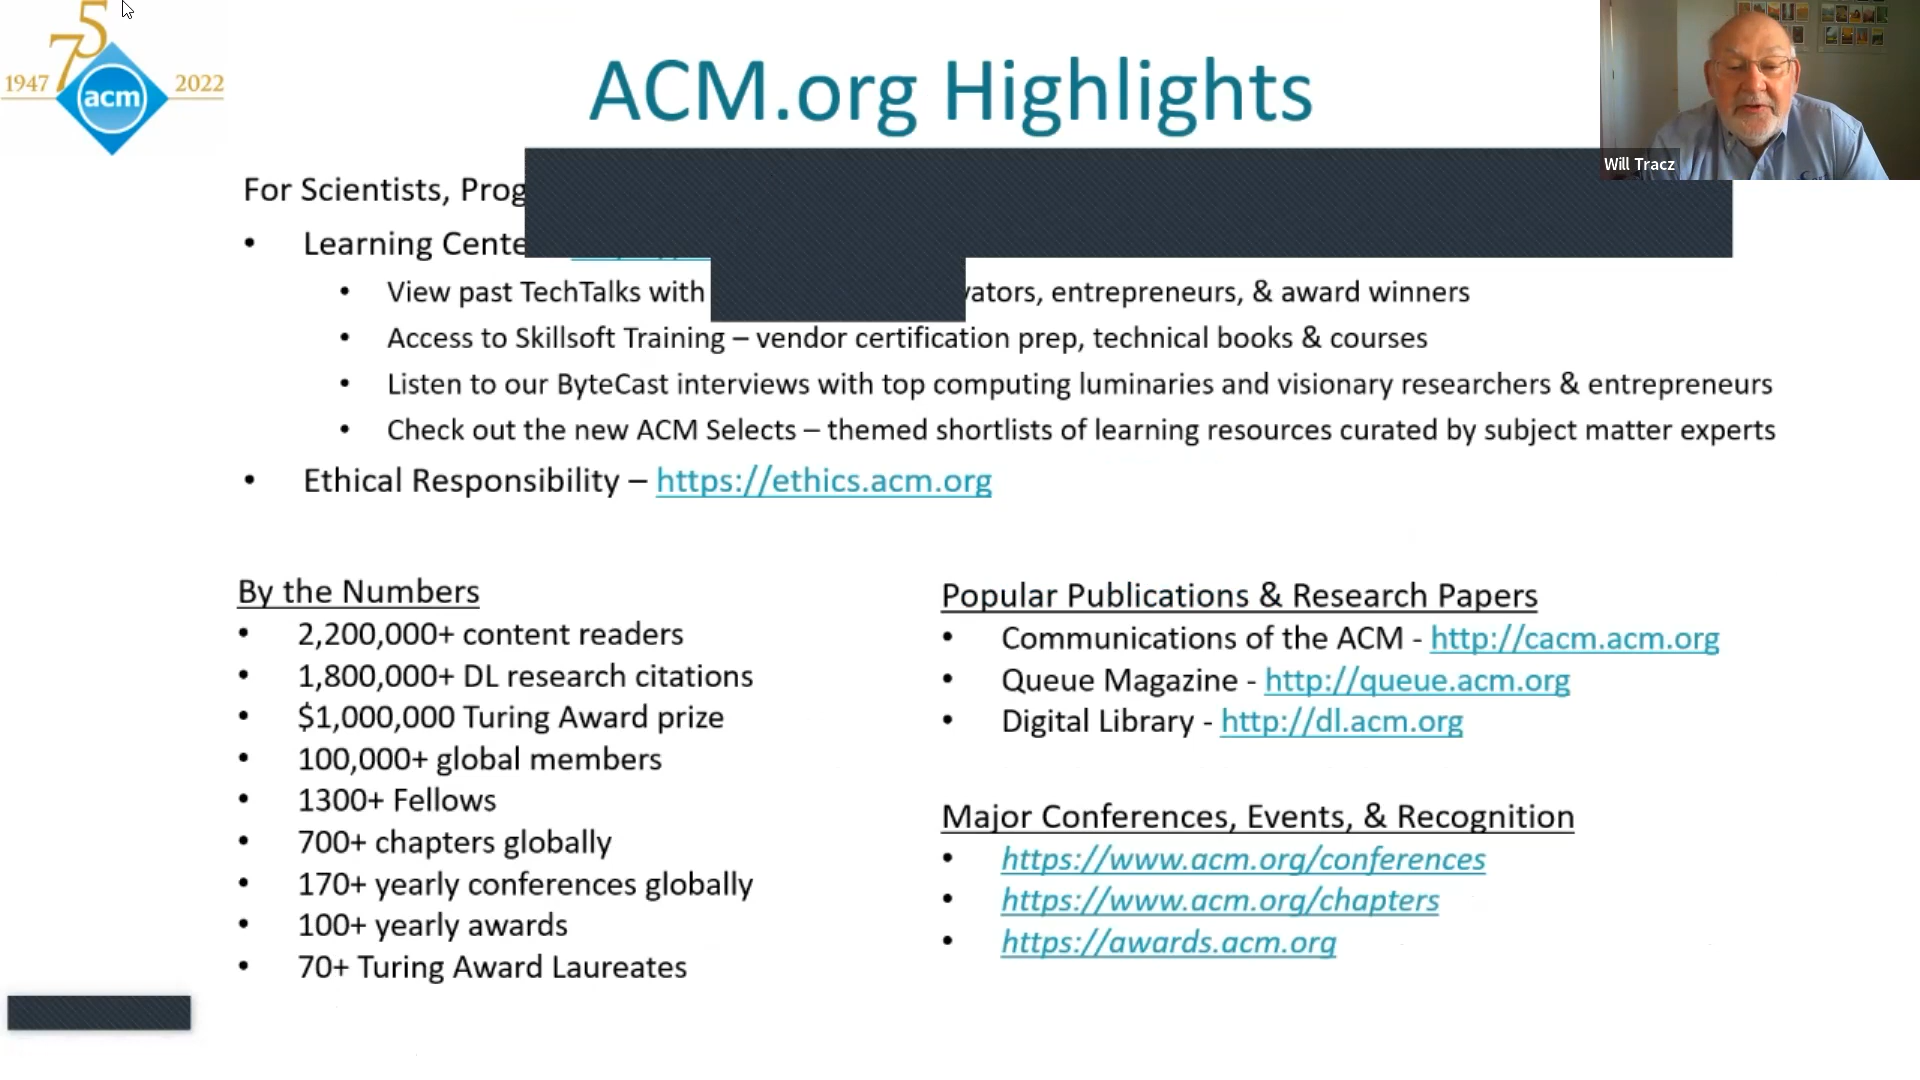 75
1947 acm 2022
ACM.org Highlights
Will Tracz
For Scientists,
Learning
View past TechTalks with entrepreneurs, & award winners
Access to Skillsoft Training – vendor certification prep, technical books & courses
Listen to our ByteCast interviews with top computing luminaries and visionary researchers & entrepreneurs
Check out the new ACM Selects – themed shortlists of learning resources curated by subject matter experts
Ethical Responsibility – https://ethics.acm.org
By the Numbers
2,200,000+ content readers
1,800,000+ DL research citations
$1,000,000 Turing Award prize
100,000+ global members
1300+ Fellows
700+ chapters globally
170+ yearly conferences globally
100+ yearly awards
70+ Turing Award Laureates
Popular Publications & Research Papers
Communications of the ACM - http://cacm.acm.org
Queue Magazine - http://queue.acm.org
Digital Library - http://dl.acm.org
Major Conferences, Events, & Recognition
https://www.acm.org/conferences
https://www.acm.org/chapters
https://awards.acm.org